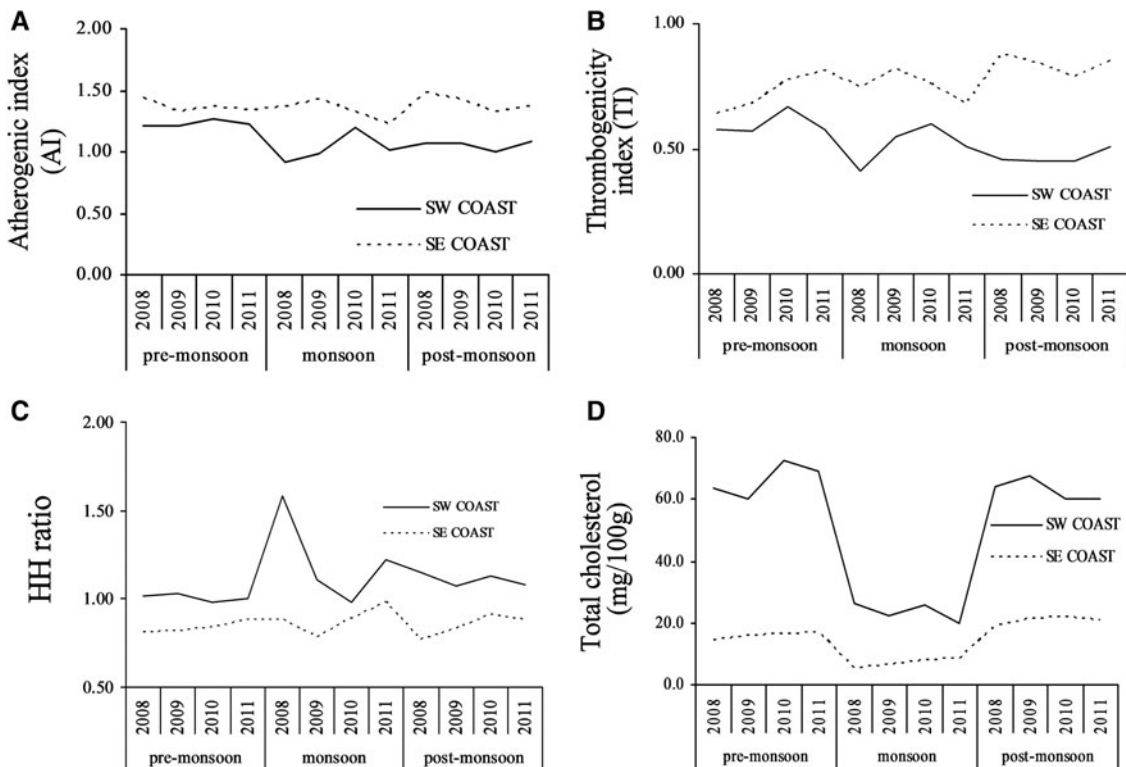 A
Atherogenic index
(AI)
2.00
1.50
1.00
0.50
0.00
SW COAST
SE COAST
2008 2009 2010 2011 2008 2009 2010 2011 2008 2009 2010 2011
pre-monsoon monsoon post-monsoon
B
Thrombogenicity
index (TI)
1.00
0.50
0.00
SW COAST
SE COAST
2008 2009 2010 2011 2008 2009 2010 2011 2008 2009 2010 2011
pre-monsoon monsoon post-monsoon
C
HH ratio
2.00
1.50
1.00
0.50
SW COAST
SE COAST
2008 2009 2010 2011 2008 2009 2010 2011 2008 2009 2010 2011
pre-monsoon monsoon post-monsoon
D
Total cholesterol
(mg/100g)
80.0
60.0
40.0
20.0
0.0
SW COAST
SE COAST
2008 2009 2010 2011 2008 2009 2010 2011 2008 2009 2010 2011
pre-monsoon monsoon post-monsoon